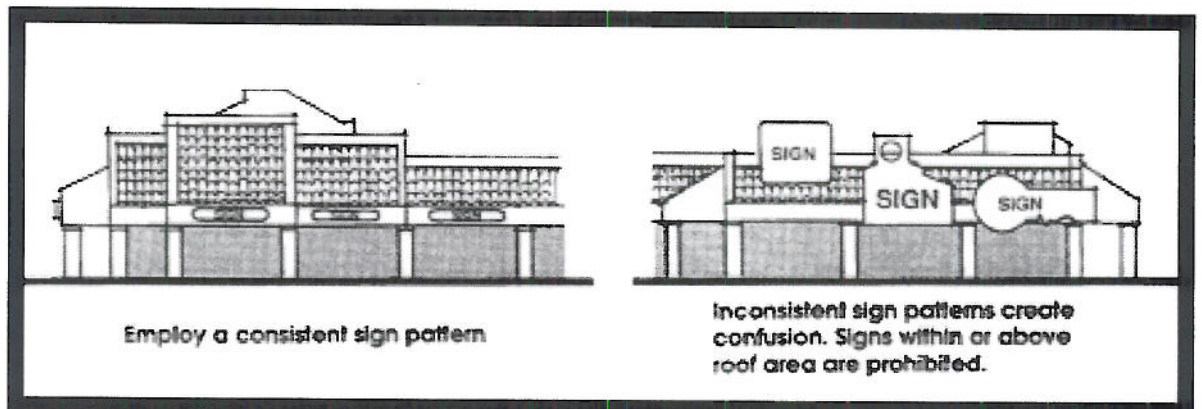 SIGN
SIGN
SIGN
Employ a consistent sign pattern
Inconsistent sign patterns create
confusion. Signs within or above
roof area are prohibited.